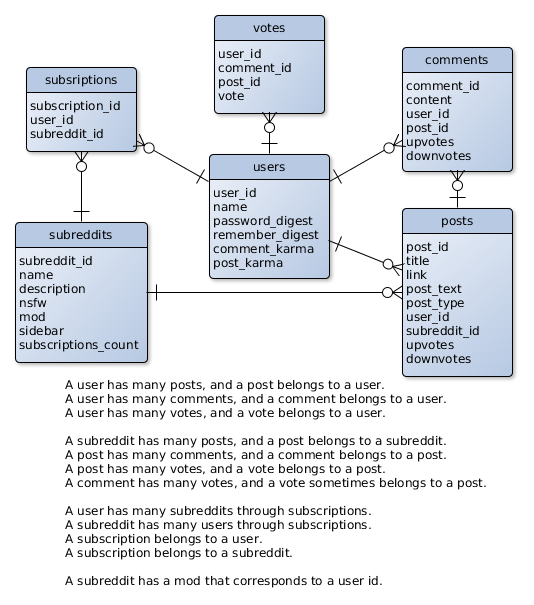 votes
user_id
comment_id
post_id
vote
comments
comment_id
content
user_id
post_id
upvotes
downvotes
subsriptions
subscription_id
user_id
subreddit_id
users
user_id
name
password_digest
remember_digest
comment_karma
post_karma
subreddits
subreddit_id
name
description
nsfw
mod
sidebar
subscriptions_count
posts
post_id
title
link
post_text
post_type
user_id
subreddit_id
upvotes
downvotes
A user has many posts, and a post belongs to a user.
A user has many comments, and a comment belongs to a user.
A user has many votes, and a vote belongs to a user.
A subreddit has many posts, and a post belongs to a subreddit.
A post has many comments, and a comment belongs to a post.
A post has many votes, and a vote belongs to a post.
A comment has many votes, and a vote sometimes belongs to a post.
A user has many subreddits through subscriptions.
A subreddit has many users through subscriptions.
A subscription belongs to a user.
A subscription belongs to a subreddit.
A subreddit has a mod that corresponds to a user id.